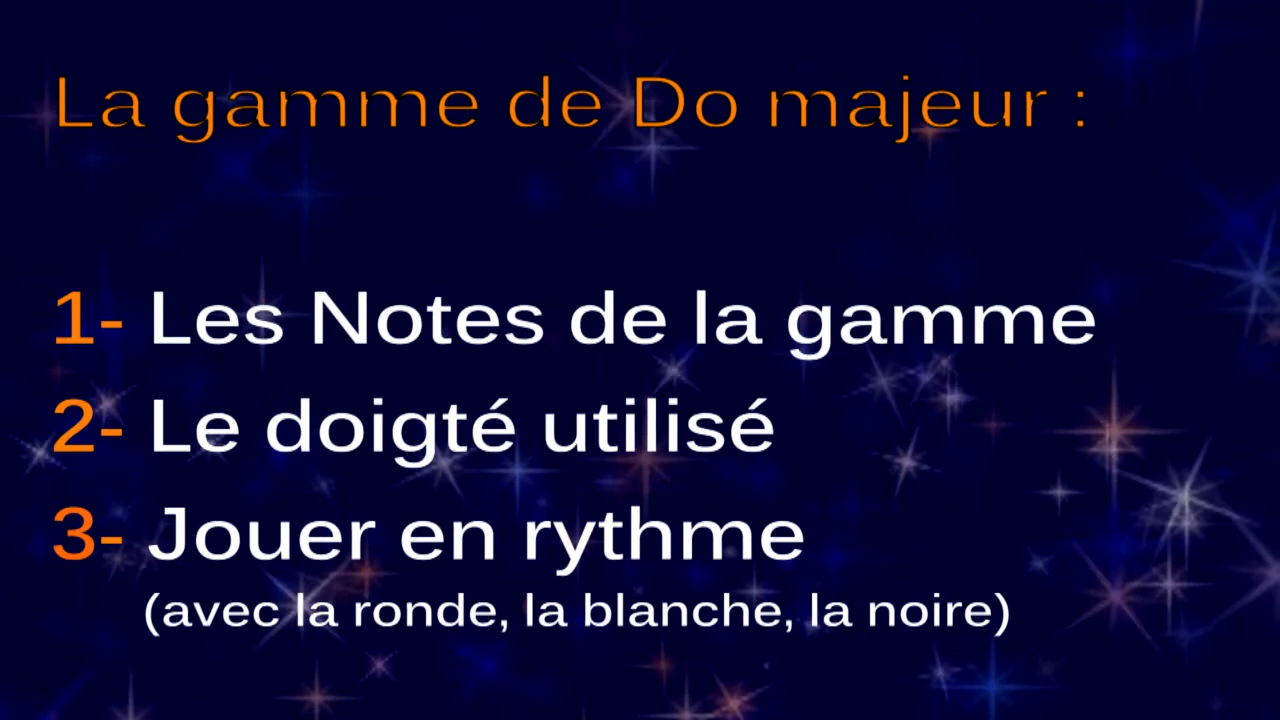 La gamme de Do majeur :
1- Les Notes de la gamme
2- Le doigté utilisé
3- Jouer en rythme
(avec la ronde, la blanche, la noire)